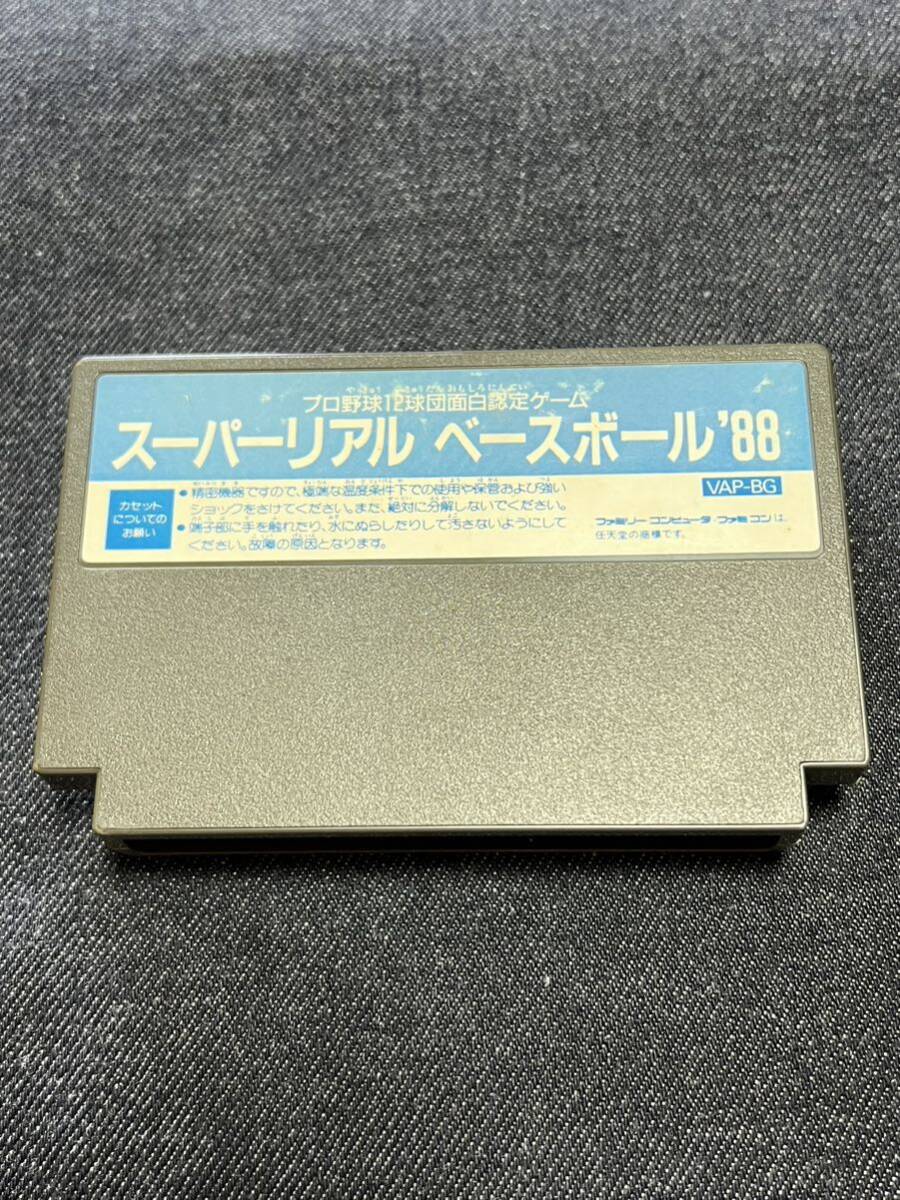 プロ野球12球団面白認定ゲーム
スーパーリアル ベースボール'88
VAP-BG
カセット
についての
お願い
●精密機器ですので、極端な温度条件下での使用や保管および強い
ショックをさけてください。また、絶対に分解しないでください。
●端子部に手を触れたり、水にぬらしたりして汚さないようにして
ください。故障の原因となります。
ファミリーコンピュータ・ファミコンは、
任天堂の商標です。